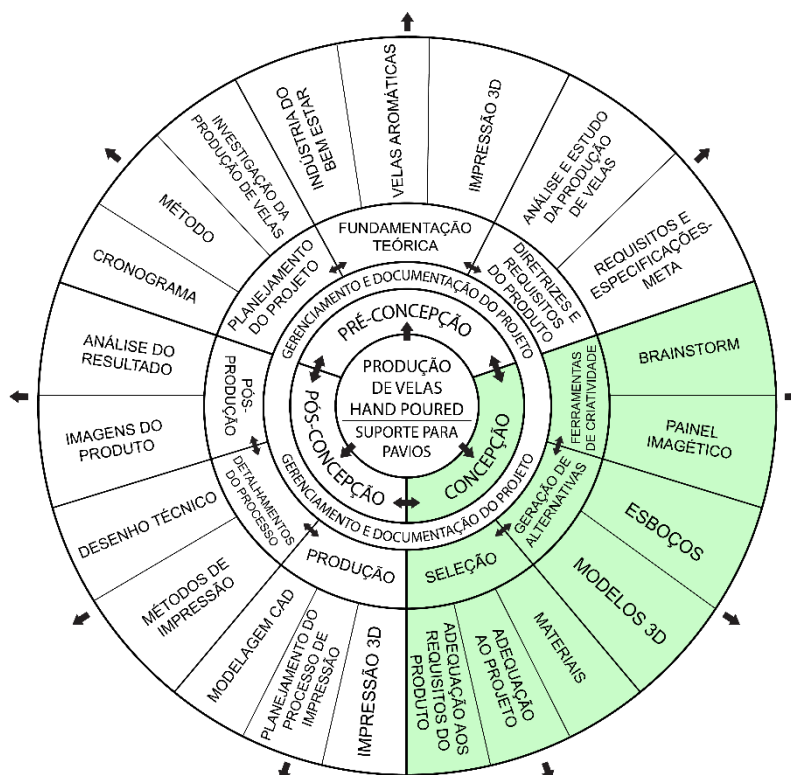 PRODUÇÃO
DE VELAS
HAND POURED
SUPORTE PARA
PAVIOS
PRÉ-CONCEPÇÃO
CONCEPÇÃO
PÓS-CONCEPÇÃO
GERENCIAMENTO E DOCUMENTAÇÃO DO PROJETO
GERENCIAMENTO E DOCUMENTAÇÃO DO PROJETO
PLANEJAMENTO
DO PROJETO
FUNDAMENTAÇÃO
TEÓRICA
DIRETRIZES E
REQUISITOS
DO PRODUTO
FERRAMENTAS
DE CRIATIVIDADE
GERAÇÃO DE
ALTERNATIVAS
SELEÇÃO
PRODUÇÃO
DETALHAMENTOS
DO PROCESSO
PÓS-
PRODUÇÃO
CRONOGRAMA
MÉTODO
INVESTIGAÇÃO DA
PRODUÇÃO DE VELAS
INDÚSTRIA DO
BEM ESTAR
VELAS AROMÁTICAS
IMPRESSÃO 3D
ANÁLISE E ESTUDO
DA PRODUÇÃO
DE VELAS
REQUISITOS E
ESPECIFICAÇÕES-
META
BRAINSTORM
PAINEL
IMAGÉTICO
ESBOÇOS
MODELOS 3D
MATERIAIS
ADEQUAÇÃO
AO PROJETO
ADEQUAÇÃO AOS
REQUISITOS DO
PRODUTO
IMPRESSÃO 3D
PLANEJAMENTO DO
PROCESSO DE
IMPRESSÃO
MODELAGEM CAD
MÉTODOS DE
IMPRESSÃO
DESENHO TÉCNICO
IMAGENS DO
PRODUTO
ANÁLISE DO
RESULTADO